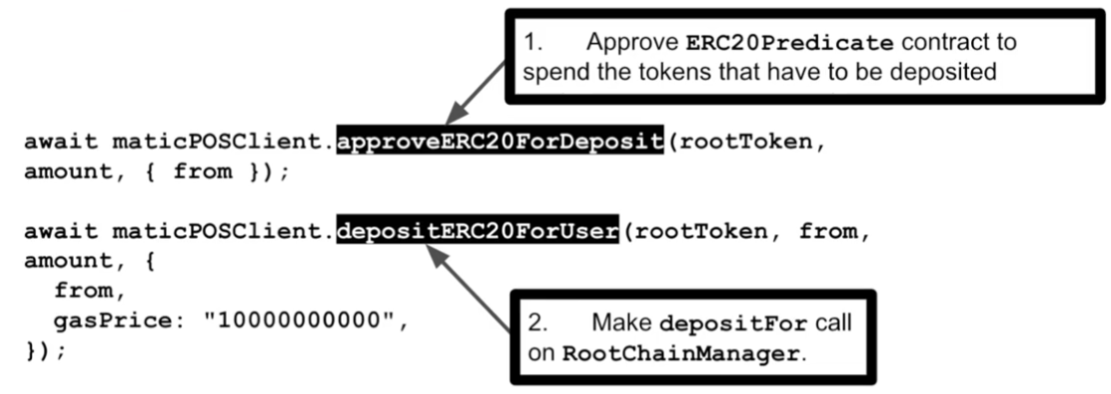 1. Approve ERC20Predicate contract to
spend the tokens that have to be deposited
await maticPOSClient.approveERC20ForDeposit(rootToken,
amount, { from });
await maticPOSClient.depositERC20ForUser(rootToken, from,
amount, {
from,
gasPrice: "10000000000",
});
2. Make depositFor call
on RootChainManager.